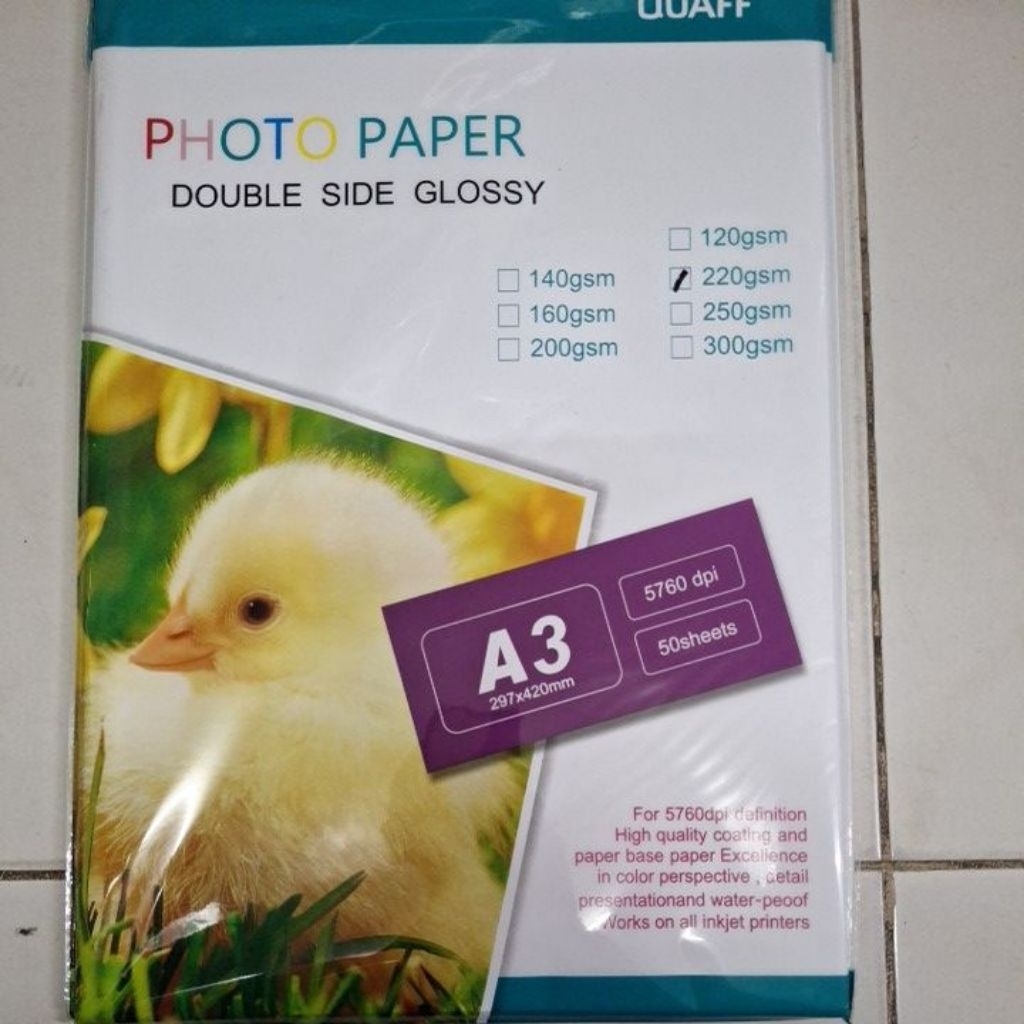 QUAFF
PHOTO PAPER
DOUBLE SIDE GLOSSY
120gsm
140gsm 220gsm
160gsm 250gsm
200gsm 300gsm
A3
297x420mm
5760 dpi
50sheets
For 5760dpi definition
High quality coating and
paper base paper Excellence
in color perspective , detail
presentationand water-peoof
Works on all inkjet printers